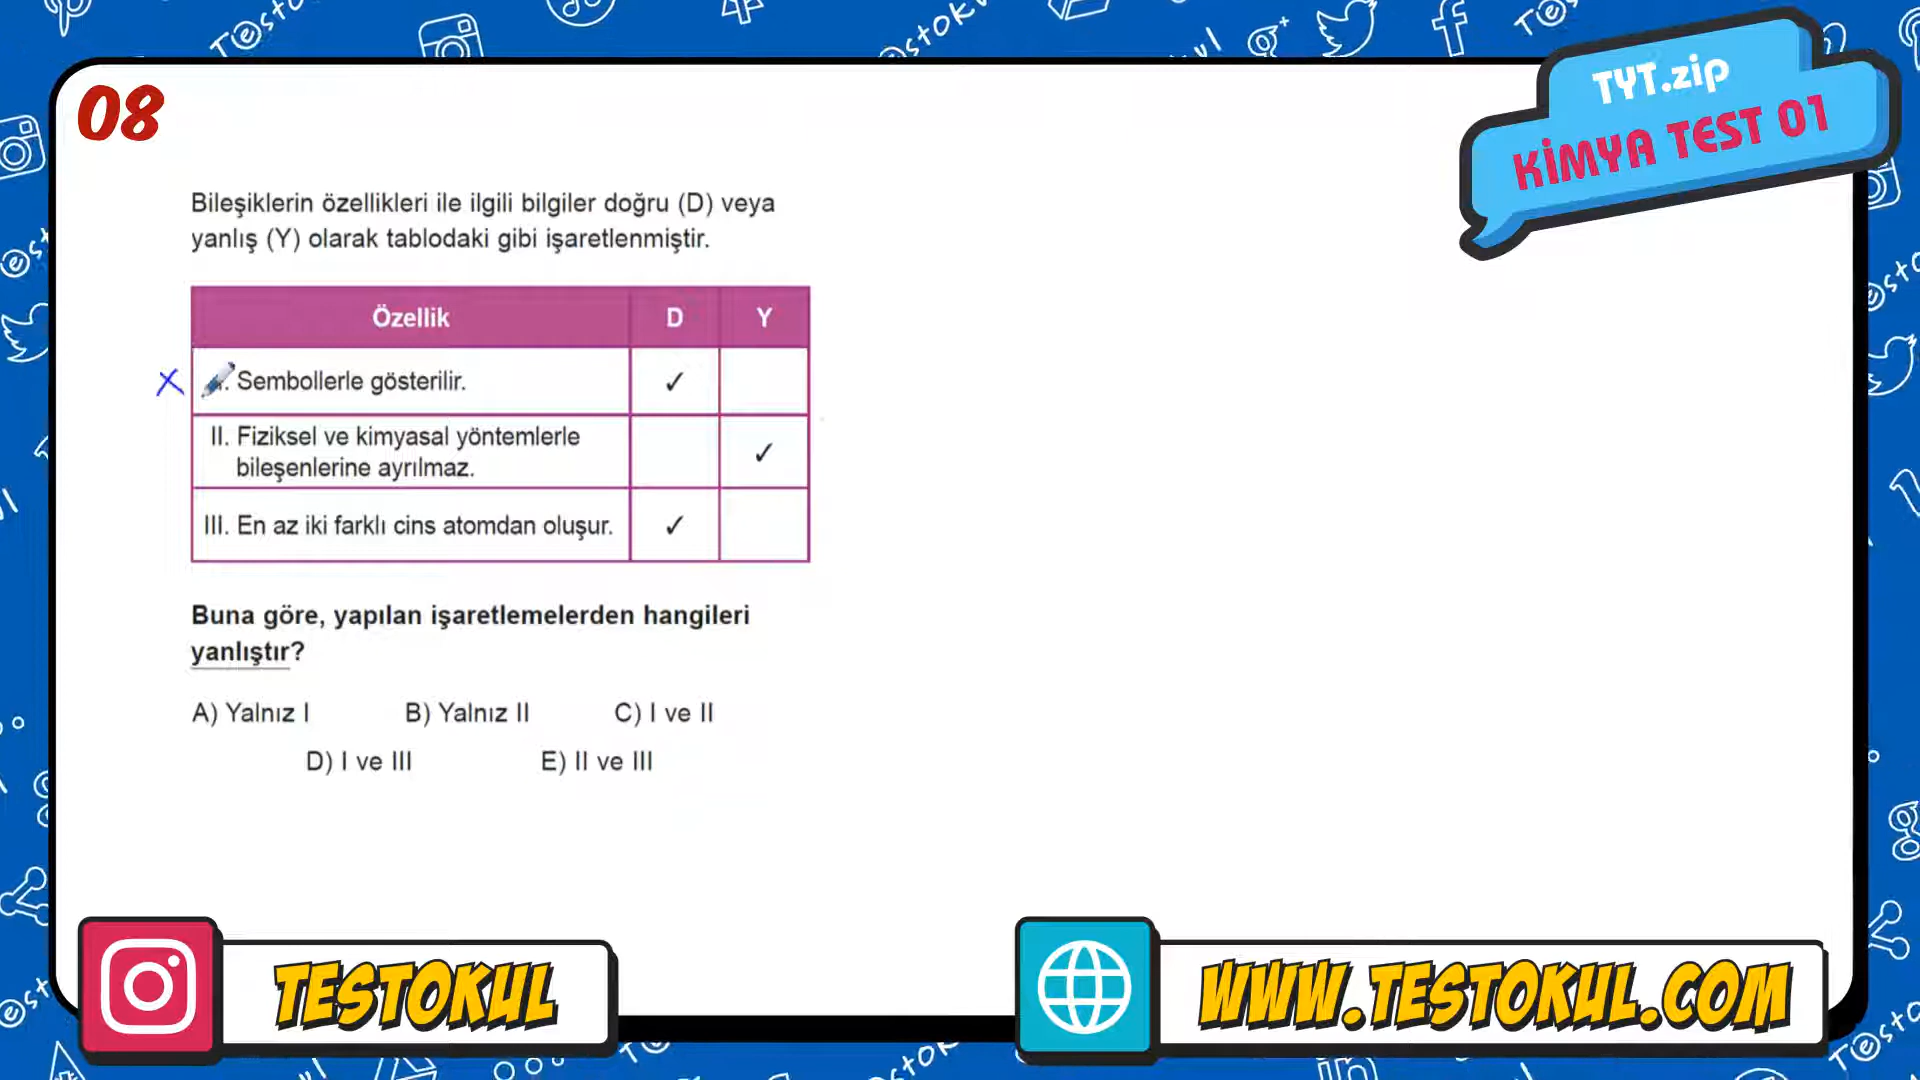 08
TYT.zip
KİMYA TEST 01
Bileşiklerin özellikleri ile ilgili bilgiler doğru (D) veya
yanlış (Y) olarak tablodaki gibi işaretlenmiştir.
Özellik D Y
Sembollerle gösterilir. ✓
II. Fiziksel ve kimyasal yöntemlerle
bileşenlerine ayrılmaz. ✓
III. En az iki farklı cins atomdan oluşur. ✓
Buna göre, yapılan işaretlemelerden hangileri
yanlıştır?
A) Yalnız I B) Yalnız II C) I ve II
D) I ve III E) II ve III
TESTOKUL
WWW.TESTOKUL.COM